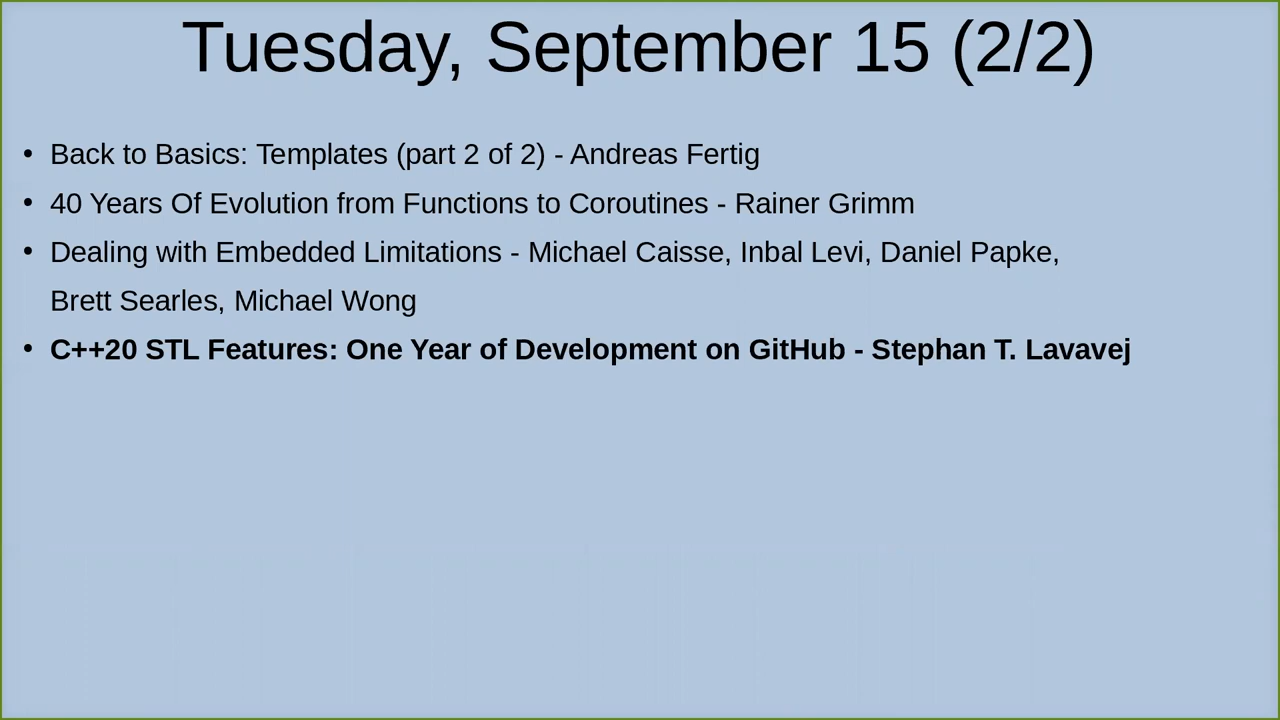 Tuesday, September 15 (2/2)
• Back to Basics: Templates (part 2 of 2) - Andreas Fertig
• 40 Years Of Evolution from Functions to Coroutines - Rainer Grimm
• Dealing with Embedded Limitations - Michael Caisse, Inbal Levi, Daniel Papke,
Brett Searles, Michael Wong
• C++20 STL Features: One Year of Development on GitHub - Stephan T. Lavavej